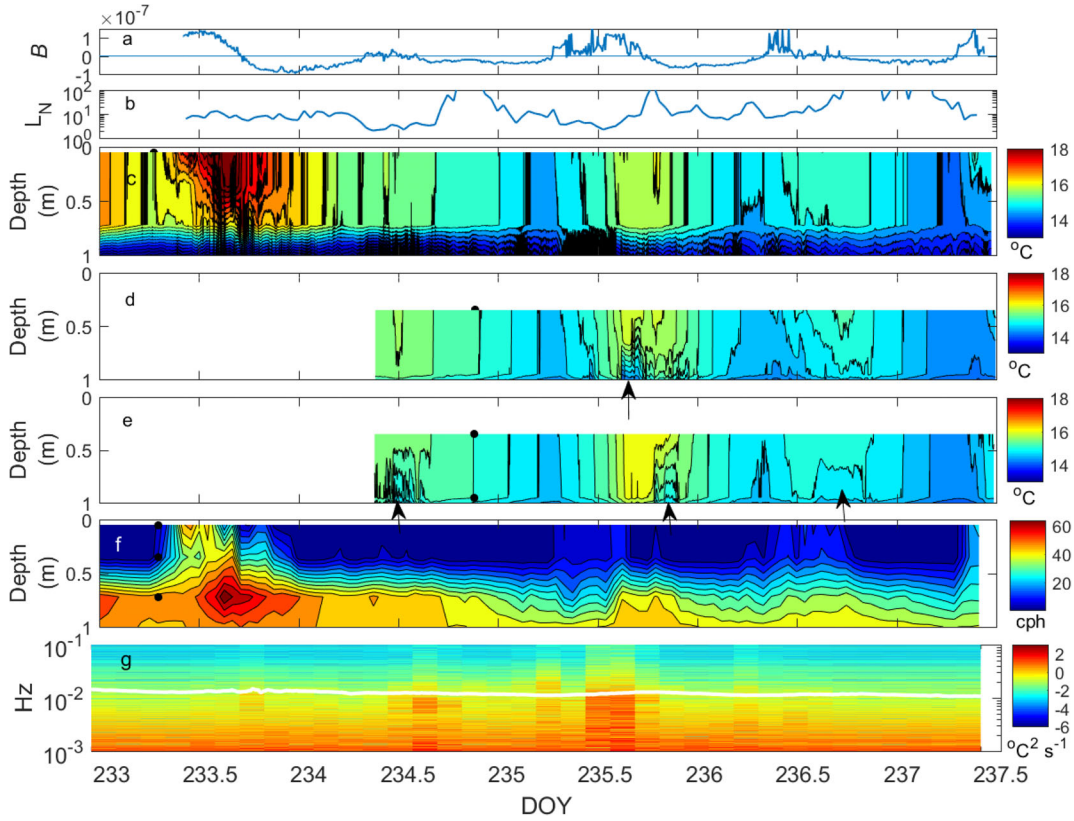 ×10⁻⁷
a
B
1
0
-1
b
L_N
10²
10¹
10⁰
0
c
Depth
(m)
0.5
1
18
16
14
°C
d
0
Depth
(m)
0.5
1
18
16
14
°C
e
0
Depth
(m)
0.5
1
18
16
14
°C
f
0
Depth
(m)
0.5
1
60
40
20
cph
g
10⁻¹
Hz
10⁻²
10⁻³
2
0
-2
-4
-6
°C² s⁻¹
233 233.5 234 234.5 235 235.5 236 236.5 237 237.5
DOY